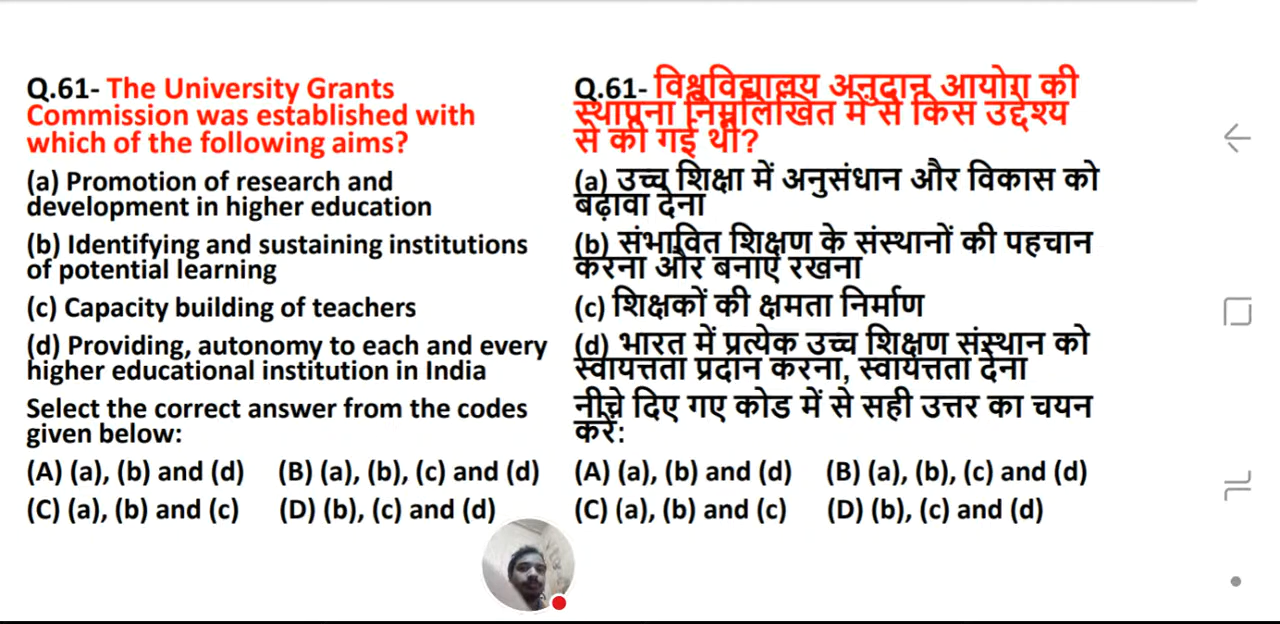 Q.61- The University Grants
Commission was established with
which of the following aims?
(a) Promotion of research and
development in higher education
(b) Identifying and sustaining institutions
of potential learning
(c) Capacity building of teachers
(d) Providing, autonomy to each and every
higher educational institution in India
Select the correct answer from the codes
given below:
(A) (a), (b) and (d) (B) (a), (b), (c) and (d)
(C) (a), (b) and (c) (D) (b), (c) and (d)
Q.61- विश्वविद्यालय अनुदान आयोग की
स्थापना निम्नलिखित में से किस उद्देश्य
से की गई थी?
(a) उच्च शिक्षा में अनुसंधान और विकास को
बढ़ावा देना
(b) संभावित शिक्षण के संस्थानों की पहचान
करना और बनाए रखना
(c) शिक्षकों की क्षमता निर्माण
(d) भारत में प्रत्येक उच्च शिक्षण संस्थान को
स्वायत्तता प्रदान करना, स्वायत्तता देना
नीचे दिए गए कोड में से सही उत्तर का चयन
करें:
(A) (a), (b) and (d) (B) (a), (b), (c) and (d)
(C) (a), (b) and (c) (D) (b), (c) and (d)